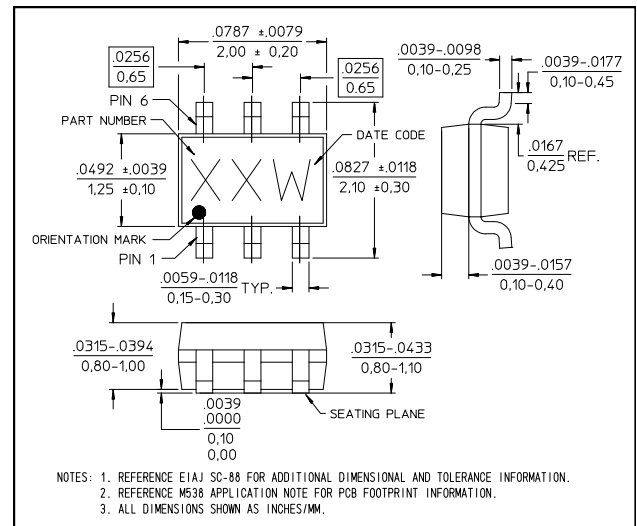 .0787 ±.0079
2,00 ± 0,20
.0256
0,65
.0256
0,65
.0039-.0098
0,10-0,25
.0039-.0177
0,10-0,45
PIN 6
PART NUMBER
DATE CODE
.0167
0,425 REF.
.0492 ±.0039
1,25 ±0,10
XXW
.0827 ±.0118
2,10 ±0,30
ORIENTATION MARK
PIN 1
.0059-.0118
0,15-0,30 TYP.
.0039-.0157
0,10-0,40
.0315-.0394
0,80-1,00
.0315-.0433
0,80-1,10
.0039
.0000
0,10
0,00
SEATING PLANE
NOTES: 1. REFERENCE EIAJ SC-88 FOR ADDITIONAL DIMENSIONAL AND TOLERANCE INFORMATION.
2. REFERENCE M538 APPLICATION NOTE FOR PCB FOOTPRINT INFORMATION.
3. ALL DIMENSIONS SHOWN AS INCHES/MM.